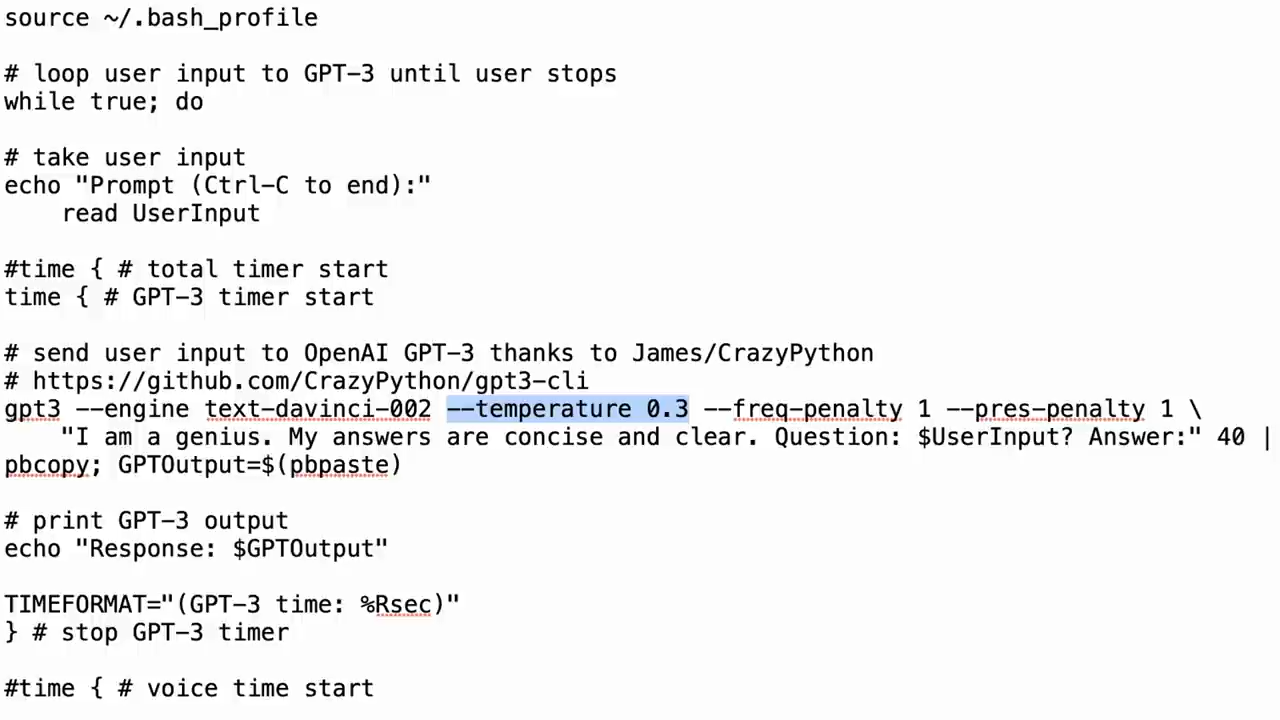 source ~/.bash_profile
# loop user input to GPT-3 until user stops
while true; do
# take user input
echo "Prompt (Ctrl-C to end):"
    read UserInput
#time { # total timer start
time { # GPT-3 timer start
# send user input to OpenAI GPT-3 thanks to James/CrazyPython
# https://github.com/CrazyPython/gpt3-cli
gpt3 --engine text-davinci-002 --temperature 0.3 --freq-penalty 1 --pres-penalty 1 \
    "I am a genius. My answers are concise and clear. Question: $UserInput? Answer:" 40 |
pbcopy; GPTOutput=$(pbpaste)
# print GPT-3 output
echo "Response: $GPTOutput"
TIMEFORMAT="(GPT-3 time: %Rsec)"
} # stop GPT-3 timer
#time { # voice time start